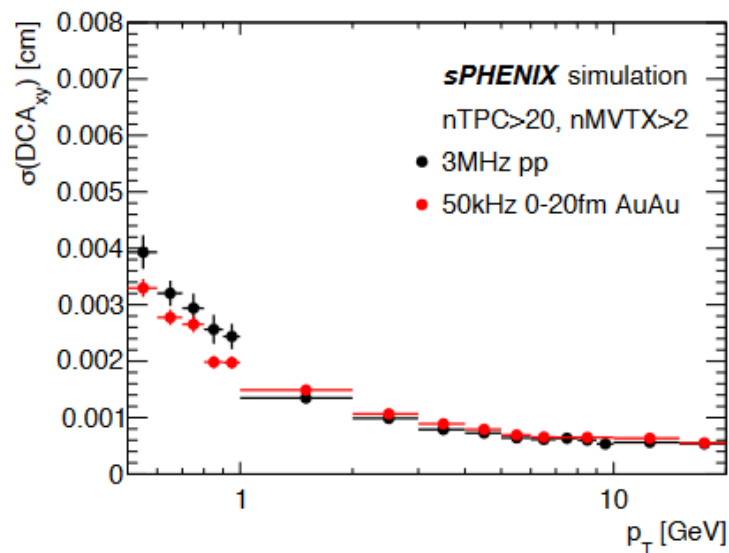 0.008
0.007
0.006
0.005
0.004
0.003
0.002
0.001
0
σ(DCAxy) [cm]
sPHENIX simulation
nTPC>20, nMVTX>2
3MHz pp
50kHz 0-20fm AuAu
1
10
pT [GeV]